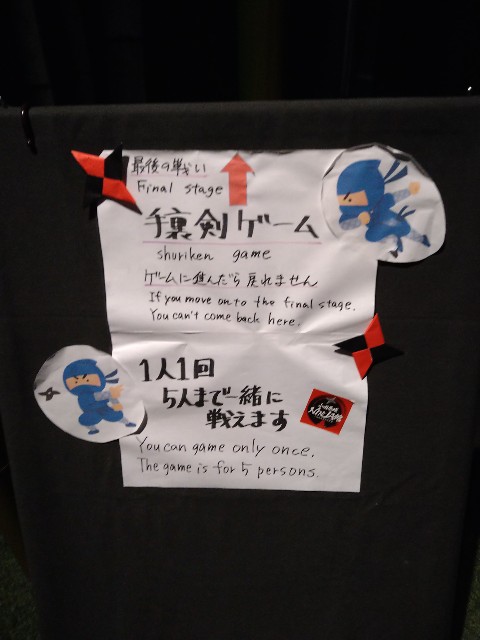 最後の戦い
Final stage
手裏剣ゲーム
shuriken game
ゲームに進んだら戻れません
If you move on to the final stage.
You can't come back here.
1人1回
5人まで一緒に
戦えます
You can game only once.
The game is for 5 persons.